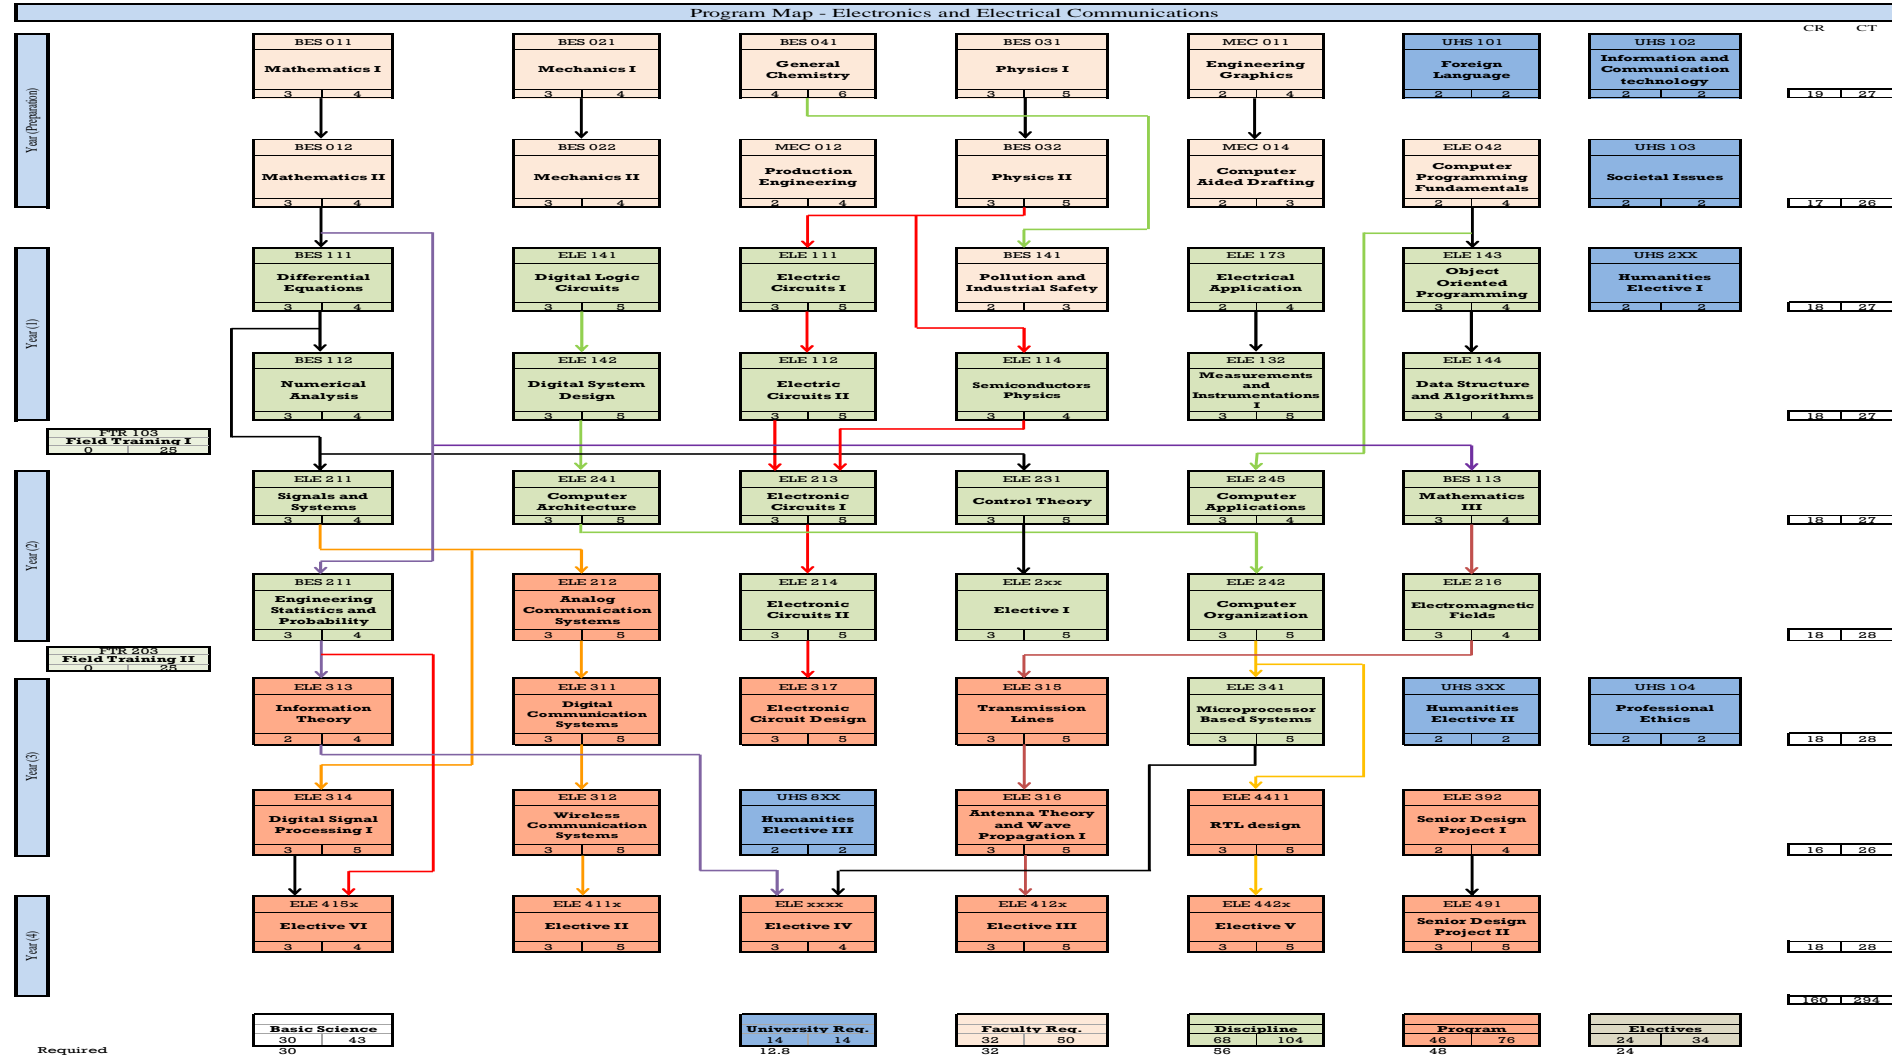 Program Map - Electronics and Electrical Communications
CR CT
Year (Preparation)
BES 011 BES 021 BES 041 BES 031 MEC 011 UHS 101 UHS 102
Mathematics I Mechanics I General Chemistry Physics I Engineering Graphics Foreign Language Information and Communication technology
3 4 3 4 4 6 3 5 2 4 2 2 2 2 19 27
BES 012 BES 022 MEC 012 BES 032 MEC 014 ELE 042 UHS 103
Mathematics II Mechanics II Production Engineering Physics II Computer Aided Drafting Computer Programming Fundamentals Societal Issues
3 4 3 4 2 4 3 5 2 3 2 4 2 2 17 26
Year (1)
BES 111 ELE 141 ELE 111 BES 141 ELE 173 ELE 143 UHS 2XX
Differential Equations Digital Logic Circuits Electric Circuits I Pollution and Industrial Safety Electrical Application Object Oriented Programming Humanities Elective I
3 4 3 5 3 5 2 3 2 4 3 4 2 2 18 27
BES 112 ELE 142 ELE 112 ELE 114 ELE 132 ELE 144
Numerical Analysis Digital System Design Electric Circuits II Semiconductors Physics Measurements and Instrumentations I Data Structure and Algorithms
3 4 3 5 3 5 3 4 3 5 3 4 18 27
FTR 103
Field Training I
0 25
Year (2)
ELE 211 ELE 241 ELE 213 ELE 231 ELE 245 BES 113
Signals and Systems Computer Architecture Electronic Circuits I Control Theory Computer Applications Mathematics III
3 4 3 5 3 5 3 5 3 4 3 4 18 27
BES 211 ELE 212 ELE 214 ELE 2xx ELE 242 ELE 216
Engineering Statistics and Probability Analog Communication Systems Electronic Circuits II Elective I Computer Organization Electromagnetic Fields
3 4 3 5 3 5 3 5 3 5 3 4 18 28
FTR 203
Field Training II
0 25
Year (3)
ELE 313 ELE 311 ELE 317 ELE 315 ELE 341 UHS 3XX UHS 104
Information Theory Digital Communication Systems Electronic Circuit Design Transmission Lines Microprocessor Based Systems Humanities Elective II Professional Ethics
2 4 3 5 3 5 3 5 3 5 2 2 2 2 18 28
ELE 314 ELE 312 UHS 8XX ELE 316 ELE 4411 ELE 392
Digital Signal Processing I Wireless Communication Systems Humanities Elective III Antenna Theory and Wave Propagation I RTL design Senior Design Project I
3 5 3 5 2 2 3 5 3 5 2 4 16 26
Year (4)
ELE 415x ELE 411x ELE xxxx ELE 412x ELE 442x ELE 491
Elective VI Elective II Elective IV Elective III Elective V Senior Design Project II
3 4 3 5 3 4 3 5 3 5 3 5 18 28
160 294
Basic Science University Req. Faculty Req. Discipline Program Electives
30 43 14 14 32 50 68 104 46 76 24 34
Required 30 12.8 32 56 48 24